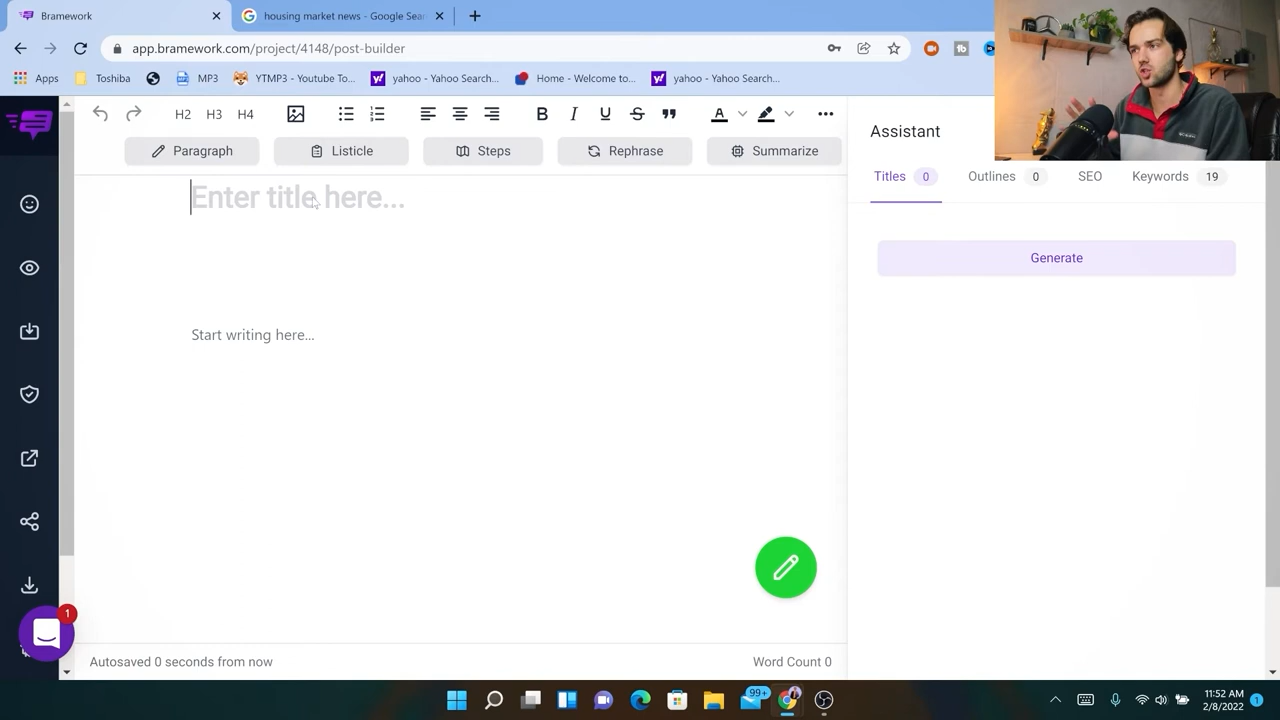 Bramework
housing market news - Google Sear
app.bramework.com/project/4148/post-builder
Apps
Toshiba
MP3
YTMP3 - Youtube To...
yahoo - Yahoo Search...
Home - Welcome to...
yahoo - Yahoo Search...
H2 H3 H4 B I U S A
Paragraph
Listicle
Steps
Rephrase
Summarize
Enter title here...
Start writing here...
Assistant
Titles 0
Outlines 0
SEO
Keywords 19
Generate
1
Autosaved 0 seconds from now
Word Count 0
99+
11:52 AM
2/8/2022
1